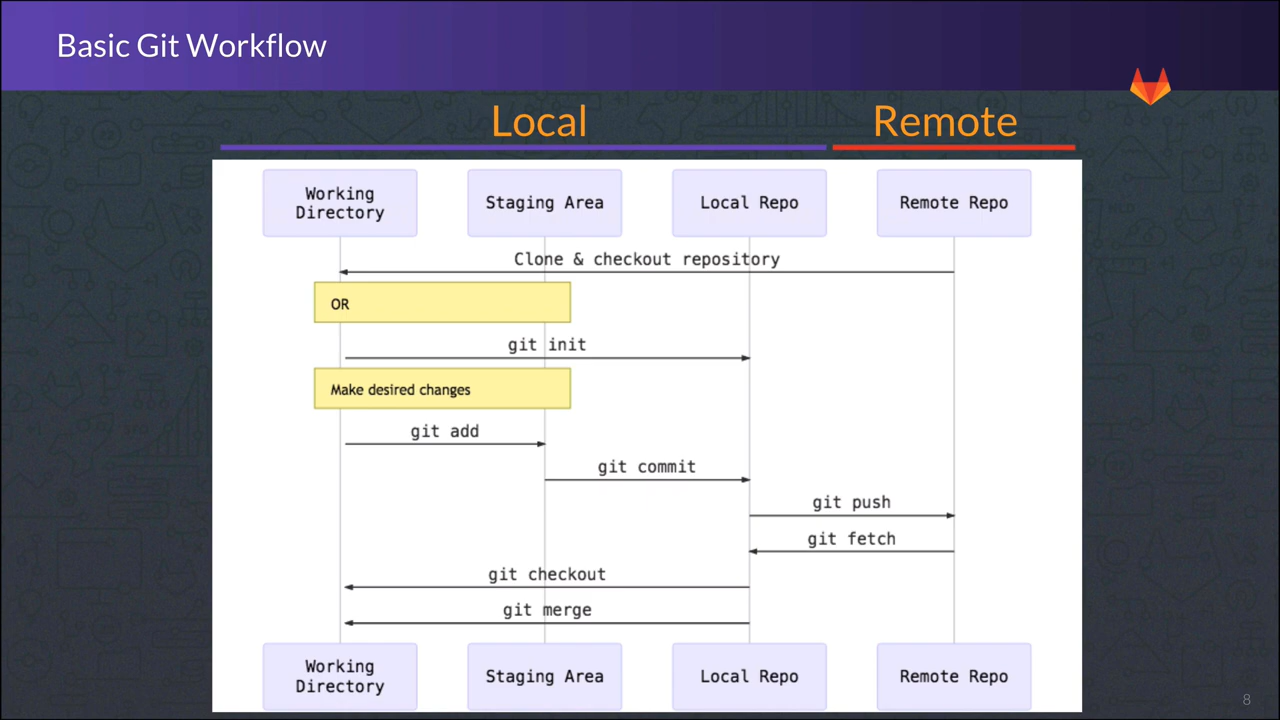 Basic Git Workflow
Local
Remote
Working
Directory
Staging Area
Local Repo
Remote Repo
Clone & checkout repository
OR
git init
Make desired changes
git add
git commit
git push
git fetch
git checkout
git merge
Working
Directory
Staging Area
Local Repo
Remote Repo
8